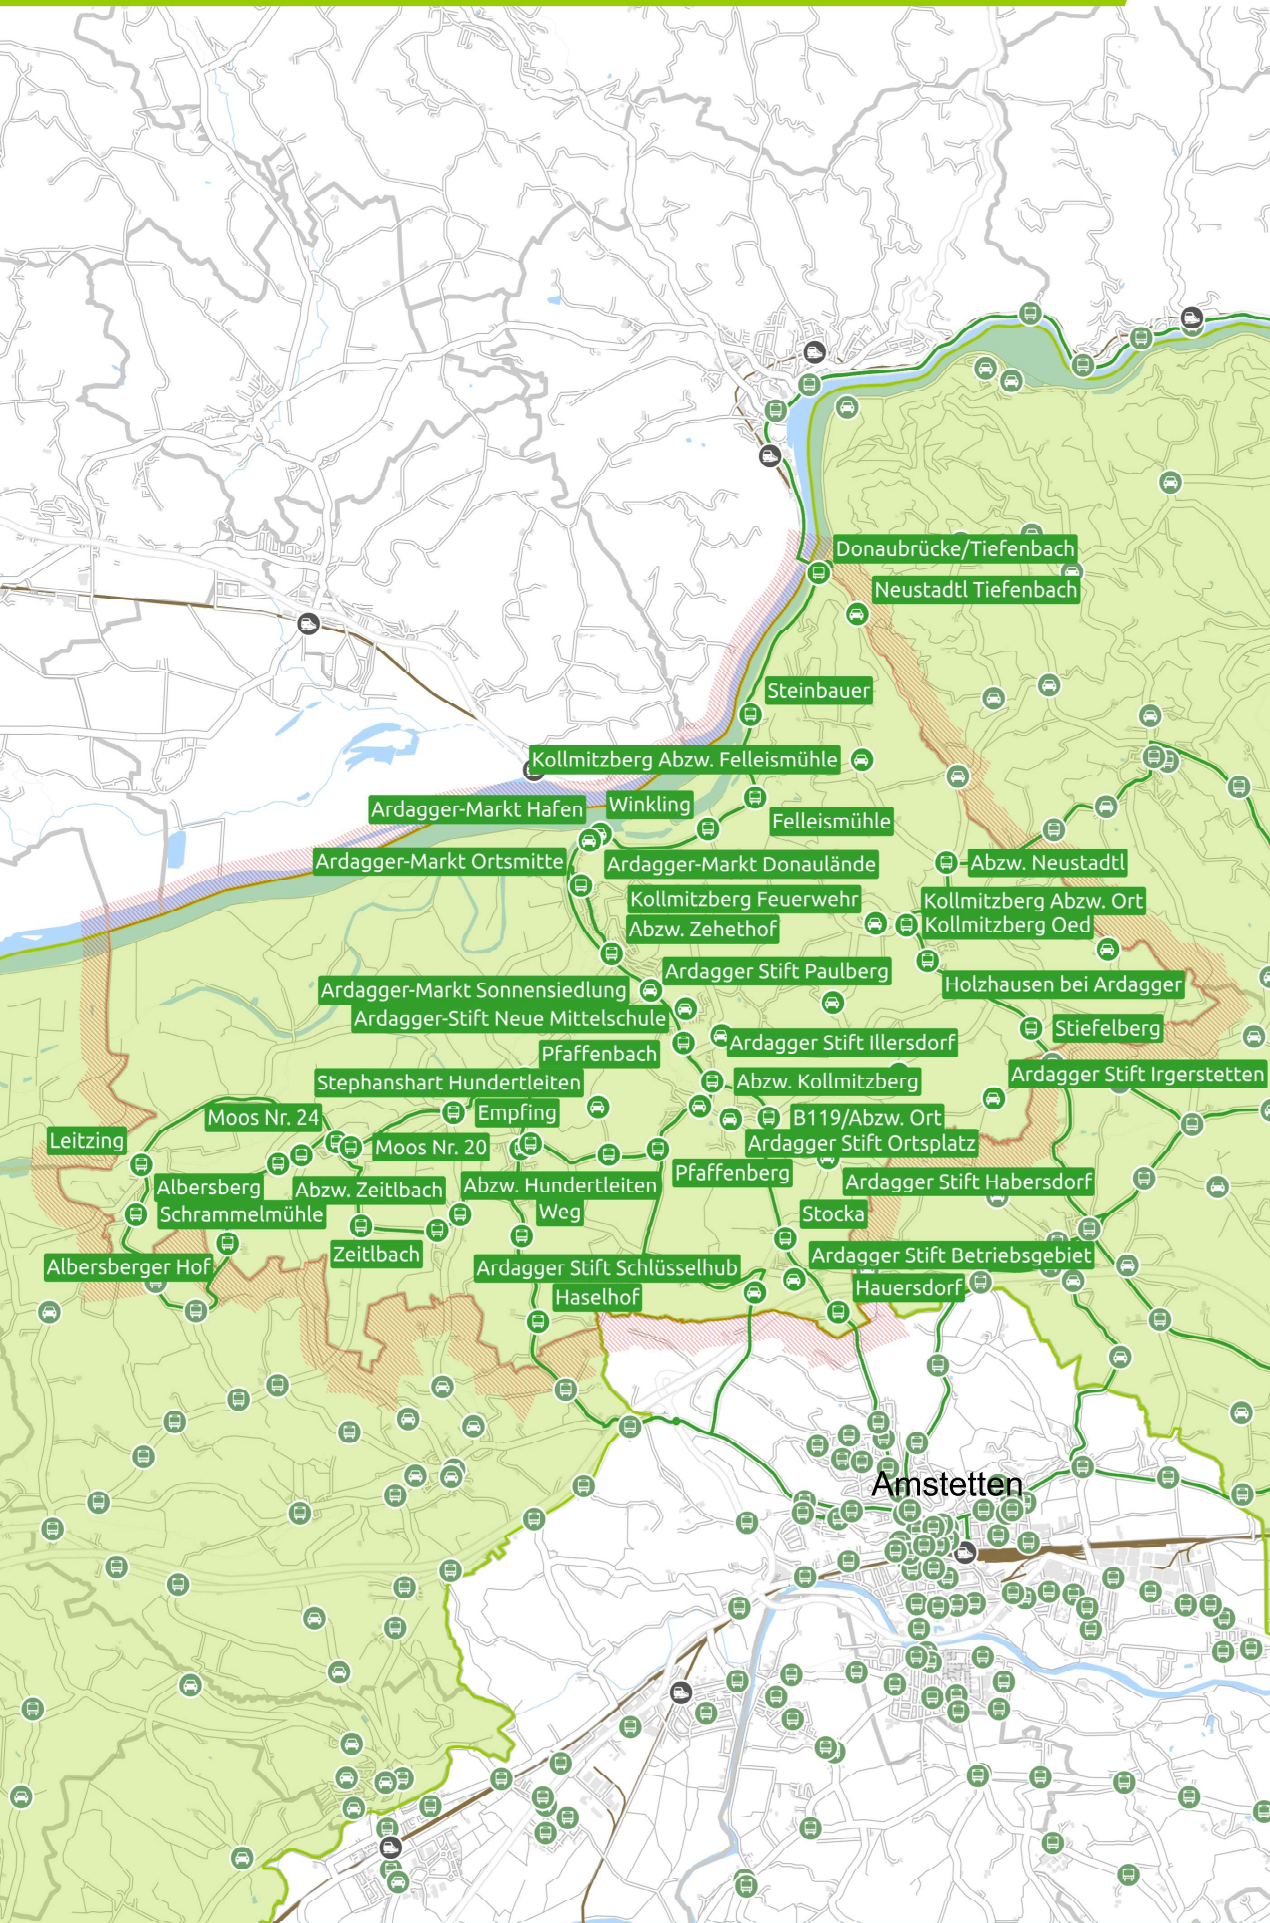 Donaubrücke/Tiefenbach
Neustadtl Tiefenbach
Steinbauer
Kollmitzberg Abzw. Felleismühle
Ardagger-Markt Hafen
Winkling
Felleismühle
Ardagger-Markt Ortsmitte
Ardagger-Markt Donaulände
Abzw. Neustadtl
Kollmitzberg Feuerwehr
Kollmitzberg Abzw. Ort
Abzw. Zehethof
Kollmitzberg Oed
Ardagger Stift Paulberg
Ardagger-Markt Sonnensiedlung
Holzhausen bei Ardagger
Ardagger-Stift Neue Mittelschule
Stiefelberg
Pfaffenbach
Ardagger Stift Illersdorf
Stephanshart Hundertleiten
Abzw. Kollmitzberg
Ardagger Stift Irgerstetten
Moos Nr. 24
Empfing
B119/Abzw. Ort
Leitzing
Moos Nr. 20
Ardagger Stift Ortsplatz
Pfaffenberg
Albersberg
Abzw. Zeitlbach
Abzw. Hundertleiten
Ardagger Stift Habersdorf
Schrammelmühle
Weg
Stocka
Zeitlbach
Albersberger Hof
Ardagger Stift Schlüsselhub
Ardagger Stift Betriebsgebiet
Haselhof
Hauersdorf
Amstetten